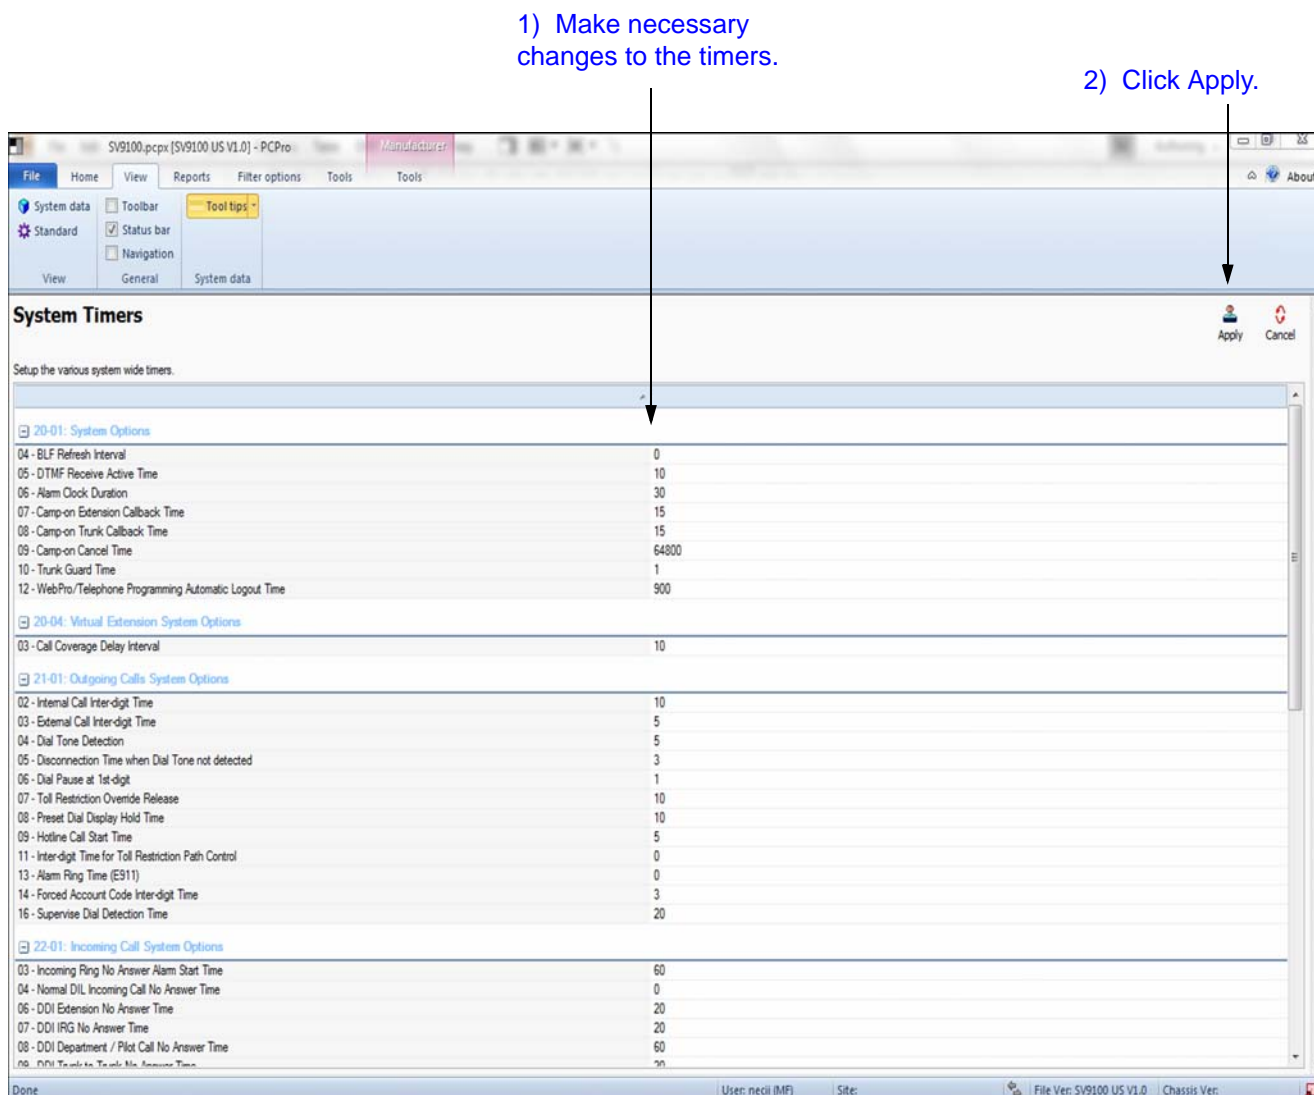 1) Make necessary
changes to the timers.
2) Click Apply.
SV9100.pcpx [SV9100 US V1.0] - PCPro
Manufacturer
File Home View Reports Filter options Tools Tools About
System data Toolbar Tool tips
Standard Status bar
Navigation
View General System data
System Timers
Apply Cancel
Setup the various system wide timers.
20-01: System Options
04 - BLF Refresh Interval 0
05 - DTMF Receive Active Time 10
06 - Alarm Clock Duration 30
07 - Camp-on Extension Callback Time 15
08 - Camp-on Trunk Callback Time 15
09 - Camp-on Cancel Time 64800
10 - Trunk Guard Time 1
12 - WebPro/Telephone Programming Automatic Logout Time 900
20-04: Virtual Extension System Options
03 - Call Coverage Delay Interval 10
21-01: Outgoing Calls System Options
02 - Internal Call Inter-digit Time 10
03 - External Call Inter-digit Time 5
04 - Dial Tone Detection 5
05 - Disconnection Time when Dial Tone not detected 3
06 - Dial Pause at 1st-digit 1
07 - Toll Restriction Override Release 10
08 - Preset Dial Display Hold Time 10
09 - Hotline Call Start Time 5
11 - Inter-digit Time for Toll Restriction Path Control 0
13 - Alarm Ring Time (E911) 0
14 - Forced Account Code Inter-digit Time 3
16 - Supervise Dial Detection Time 20
22-01: Incoming Call System Options
03 - Incoming Ring No Answer Alarm Start Time 60
04 - Normal DIL Incoming Call No Answer Time 0
06 - DDI Extension No Answer Time 20
07 - DDI IRG No Answer Time 20
08 - DDI Department / Pilot Call No Answer Time 60
09 - DDI Trunk to Trunk No Answer Time 20
Done User: necii (MF) Site: File Ver: SV9100 US V1.0 Chassis Ver: